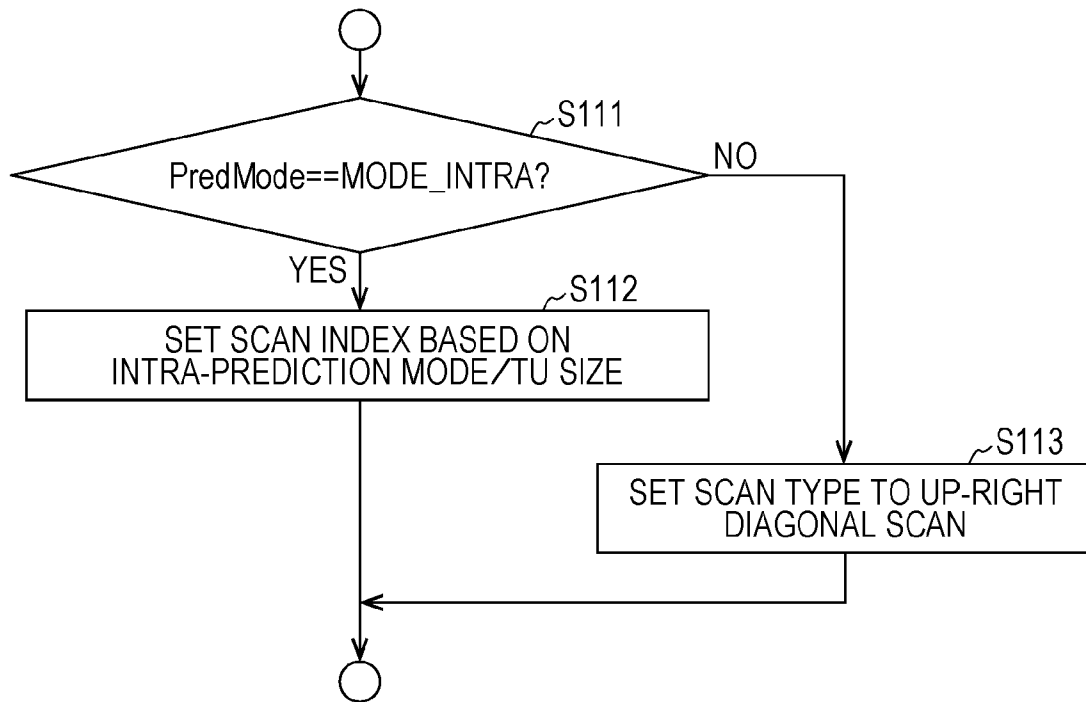 S111
PredMode==MODE_INTRA?
NO
YES
S112
SET SCAN INDEX BASED ON
INTRA-PREDICTION MODE/TU SIZE
S113
SET SCAN TYPE TO UP-RIGHT
DIAGONAL SCAN